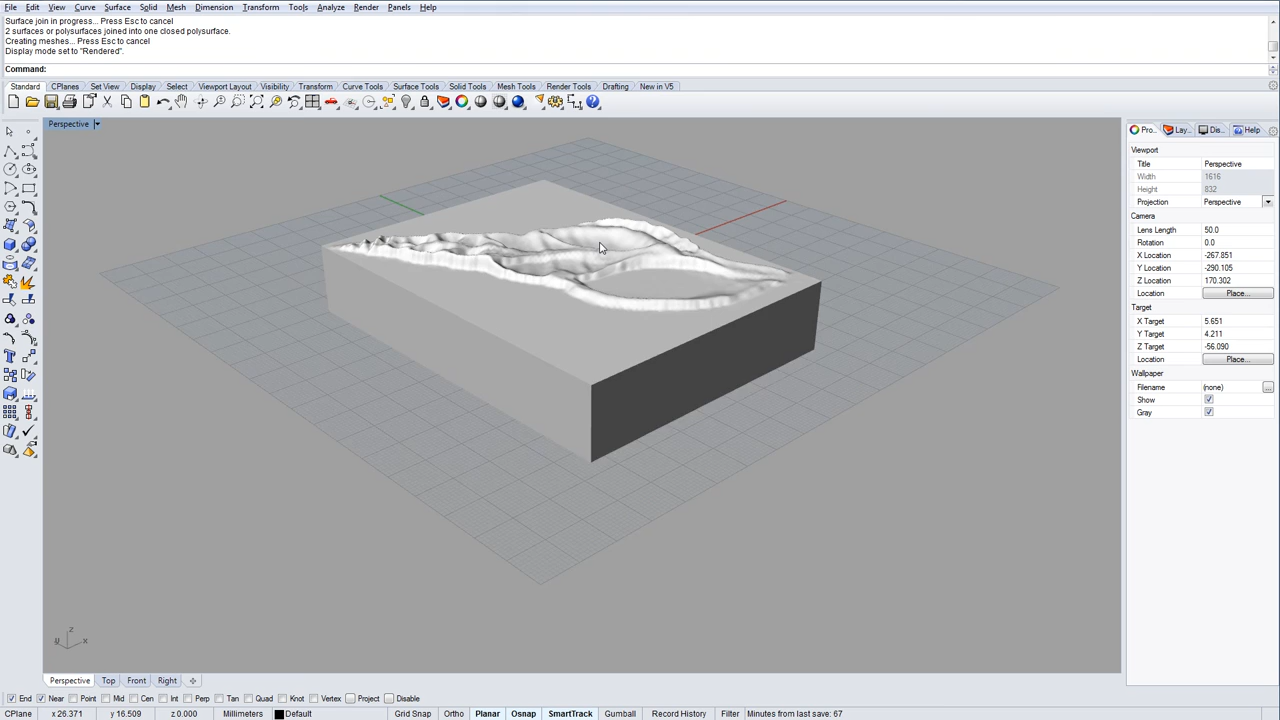 File Edit View Curve Surface Solid Mesh Dimension Transform Tools Analyze Render Panels Help
Surface join in progress... Press Esc to cancel
2 surfaces or polysurfaces joined into one closed polysurface.
Creating meshes... Press Esc to cancel
Display mode set to "Rendered".
Command:
Standard CPlanes Set View Display Select Viewport Layout Visibility Transform Curve Tools Surface Tools Solid Tools Mesh Tools Render Tools Drafting New in V5
Perspective
Pro... Lay... Dis... Help
Viewport
Title Perspective
Width 1616
Height 832
Projection Perspective
Camera
Lens Length 50.0
Rotation 0.0
X Location -267.851
Y Location -290.105
Z Location 170.302
Location Place...
Target
X Target 5.651
Y Target 4.211
Z Target -56.090
Location Place...
Wallpaper
Filename (none) ...
Show
Gray
z
y x
Perspective Top Front Right
End Near Point Mid Cen Int Perp Tan Quad Knot Vertex Project Disable
CPlane x 26.371 y 16.509 z 0.000 Millimeters Default Grid Snap Ortho Planar Osnap SmartTrack Gumball Record History Filter Minutes from last save: 67